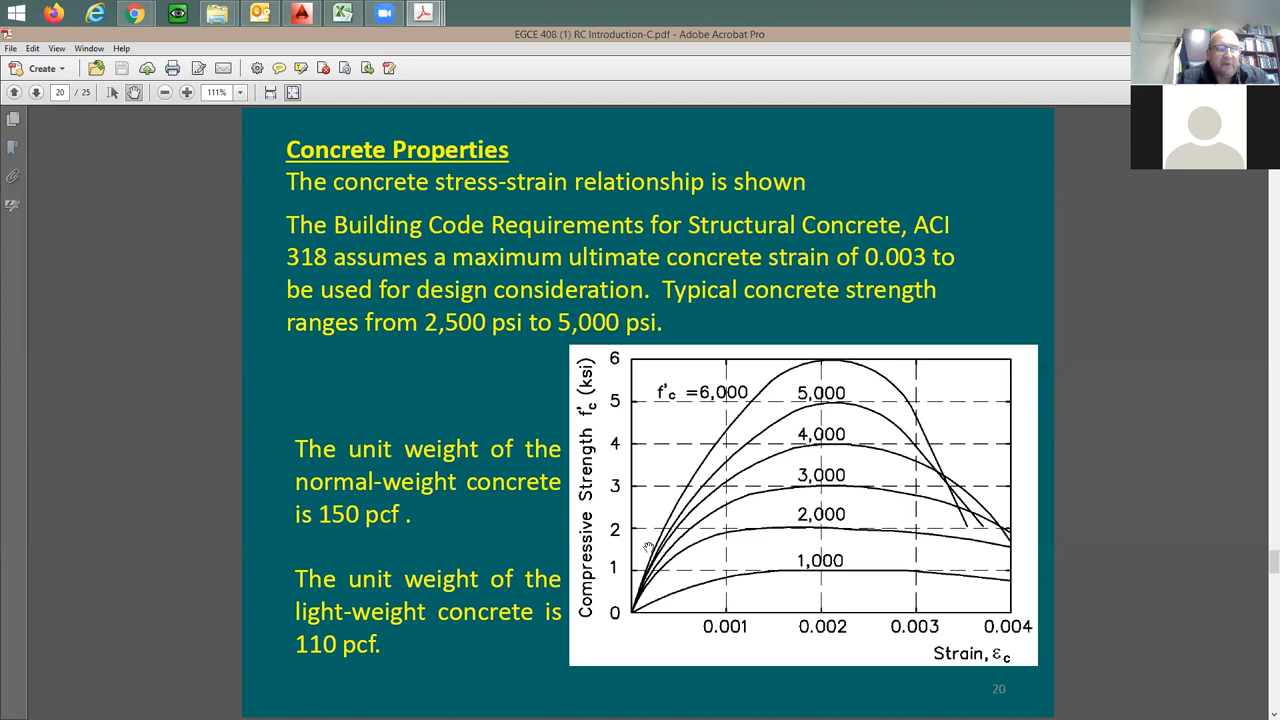 EGCE 408 (1) RC Introduction-C.pdf - Adobe Acrobat Pro
File Edit View Window Help
Create
20 / 25 111%
Concrete Properties
The concrete stress-strain relationship is shown
The Building Code Requirements for Structural Concrete, ACI
318 assumes a maximum ultimate concrete strain of 0.003 to
be used for design consideration. Typical concrete strength
ranges from 2,500 psi to 5,000 psi.
The unit weight of the
normal-weight concrete
is 150 pcf .
The unit weight of the
light-weight concrete is
110 pcf.
Compressive Strength f'c (ksi)
6
5
4
3
2
1
0
f'c =6,000
5,000
4,000
3,000
2,000
1,000
0.001 0.002 0.003 0.004
Strain, εc
20